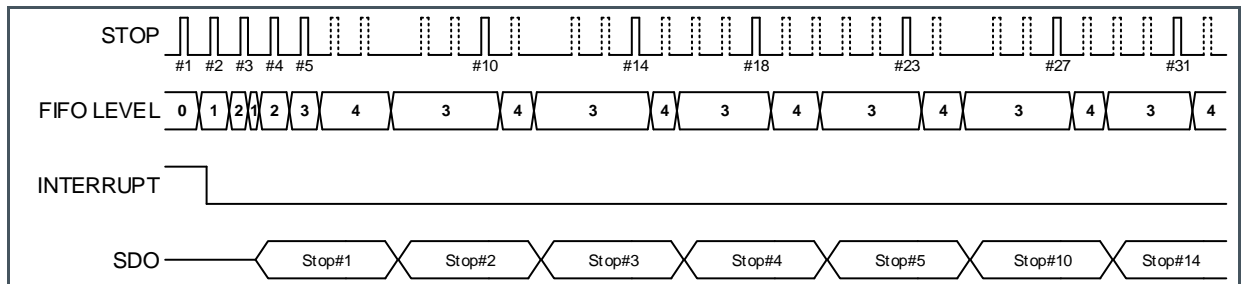 STOP
#1 #2 #3 #4 #5 #10 #14 #18 #23 #27 #31
FIFO LEVEL 0 1 2 1 2 3 4 3 4 3 4 3 4 3 4 3 4 3 4
INTERRUPT
SDO Stop#1 Stop#2 Stop#3 Stop#4 Stop#5 Stop#10 Stop#14